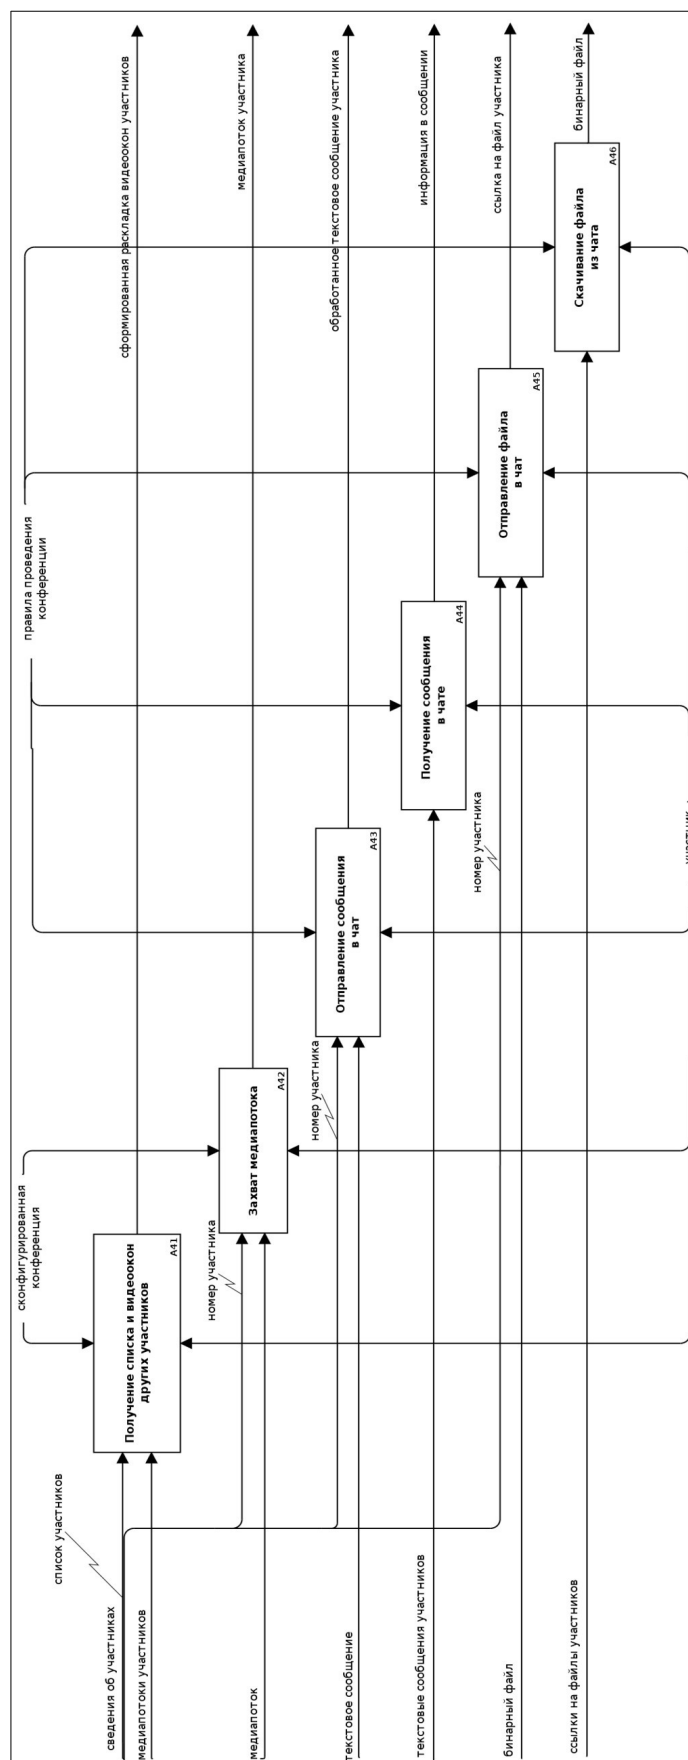 сконфигурированная
конференция
правила проведения
конференции
список участников
сведения об участниках
медиапотоки участников
Получение списка и видеоокон
других участников
A41
сформированная раскладка видеоокон участников
номер участника
медиапоток
Захват медиапотока
A42
медиапоток участника
номер участника
текстовое сообщение
Отправление сообщения
в чат
A43
обработанное текстовое сообщение участника
текстовые сообщения участников
Получение сообщения
в чате
A44
информация в сообщении
номер участника
бинарный файл
Отправление файла
в чат
A45
ссылка на файл участника
ссылки на файлы участников
Скачивание файла
из чата
A46
бинарный файл